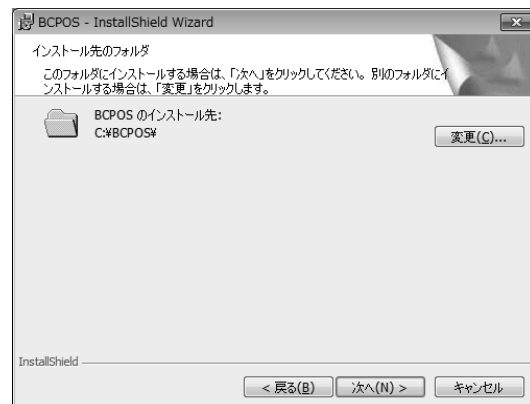 BCPOS - InstallShield Wizard
インストール先のフォルダ
このフォルダにインストールする場合は、「次へ」をクリックしてください。別のフォルダにイ
ンストールする場合は、「変更」をクリックします。
BCPOS のインストール先:
C:¥BCPOS¥
変更(C)...
InstallShield
< 戻る(B)
次へ(N) >
キャンセル